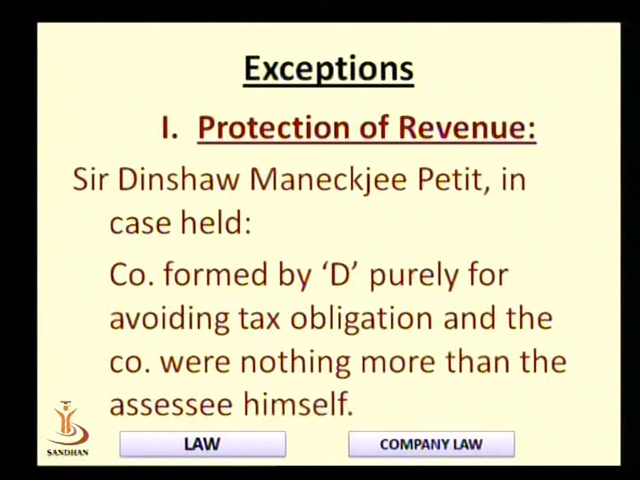 Exceptions
I. Protection of Revenue:
Sir Dinshaw Maneckjee Petit, in
case held:
Co. formed by ‘D’ purely for
avoiding tax obligation and the
co. were nothing more than the
assessee himself.
SANDHAN
LAW
COMPANY LAW